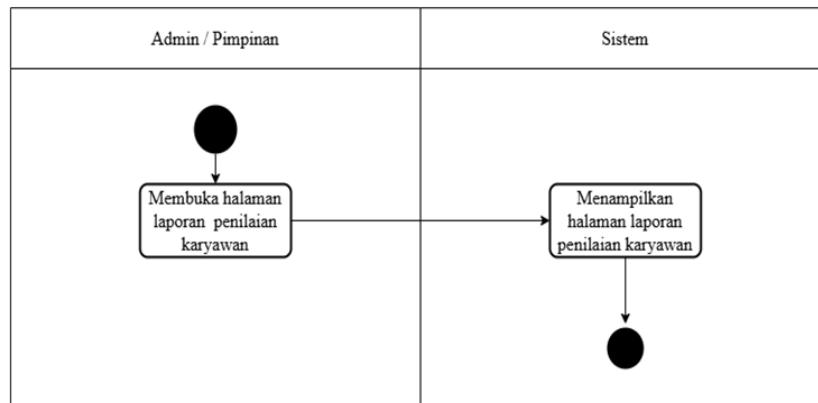 Admin / Pimpinan
Sistem
Membuka halaman
laporan penilaian
karyawan
Menampilkan
halaman laporan
penilaian karyawan